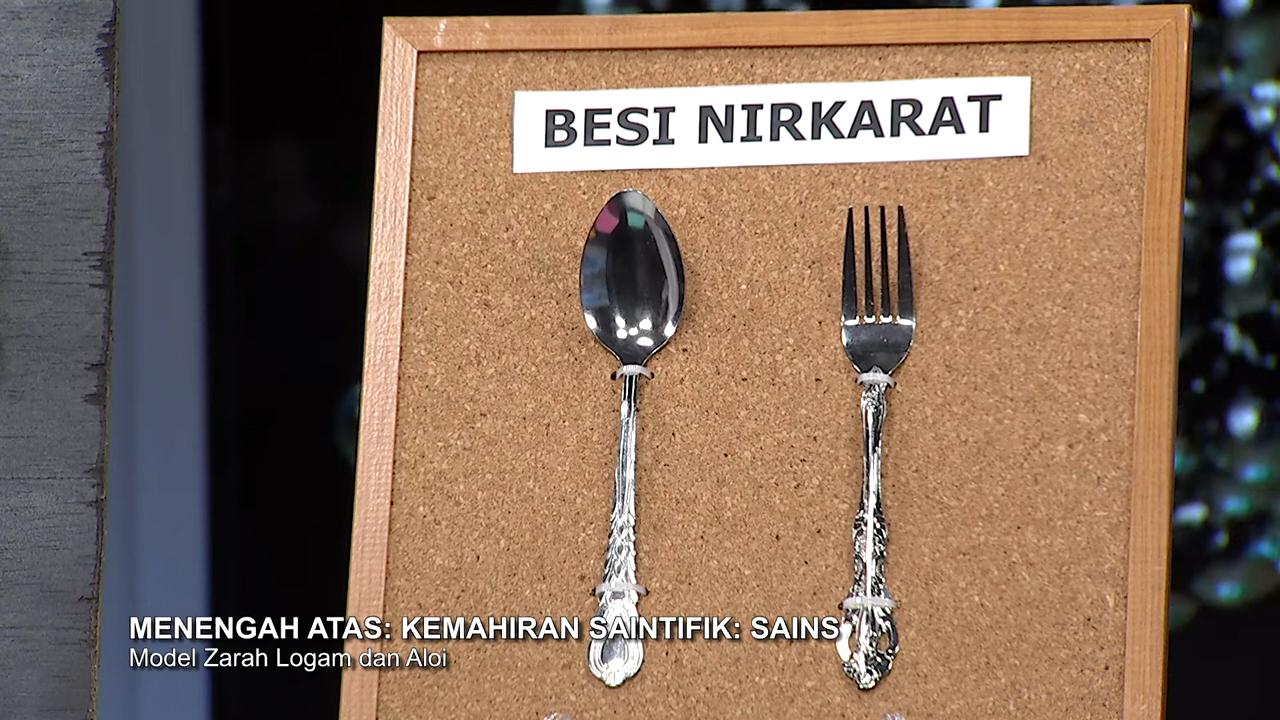 BESI NIRKARAT
MENENGAH ATAS: KEMAHIRAN SAINTIFIK: SAINS
Model Zarah Logam dan Aloi